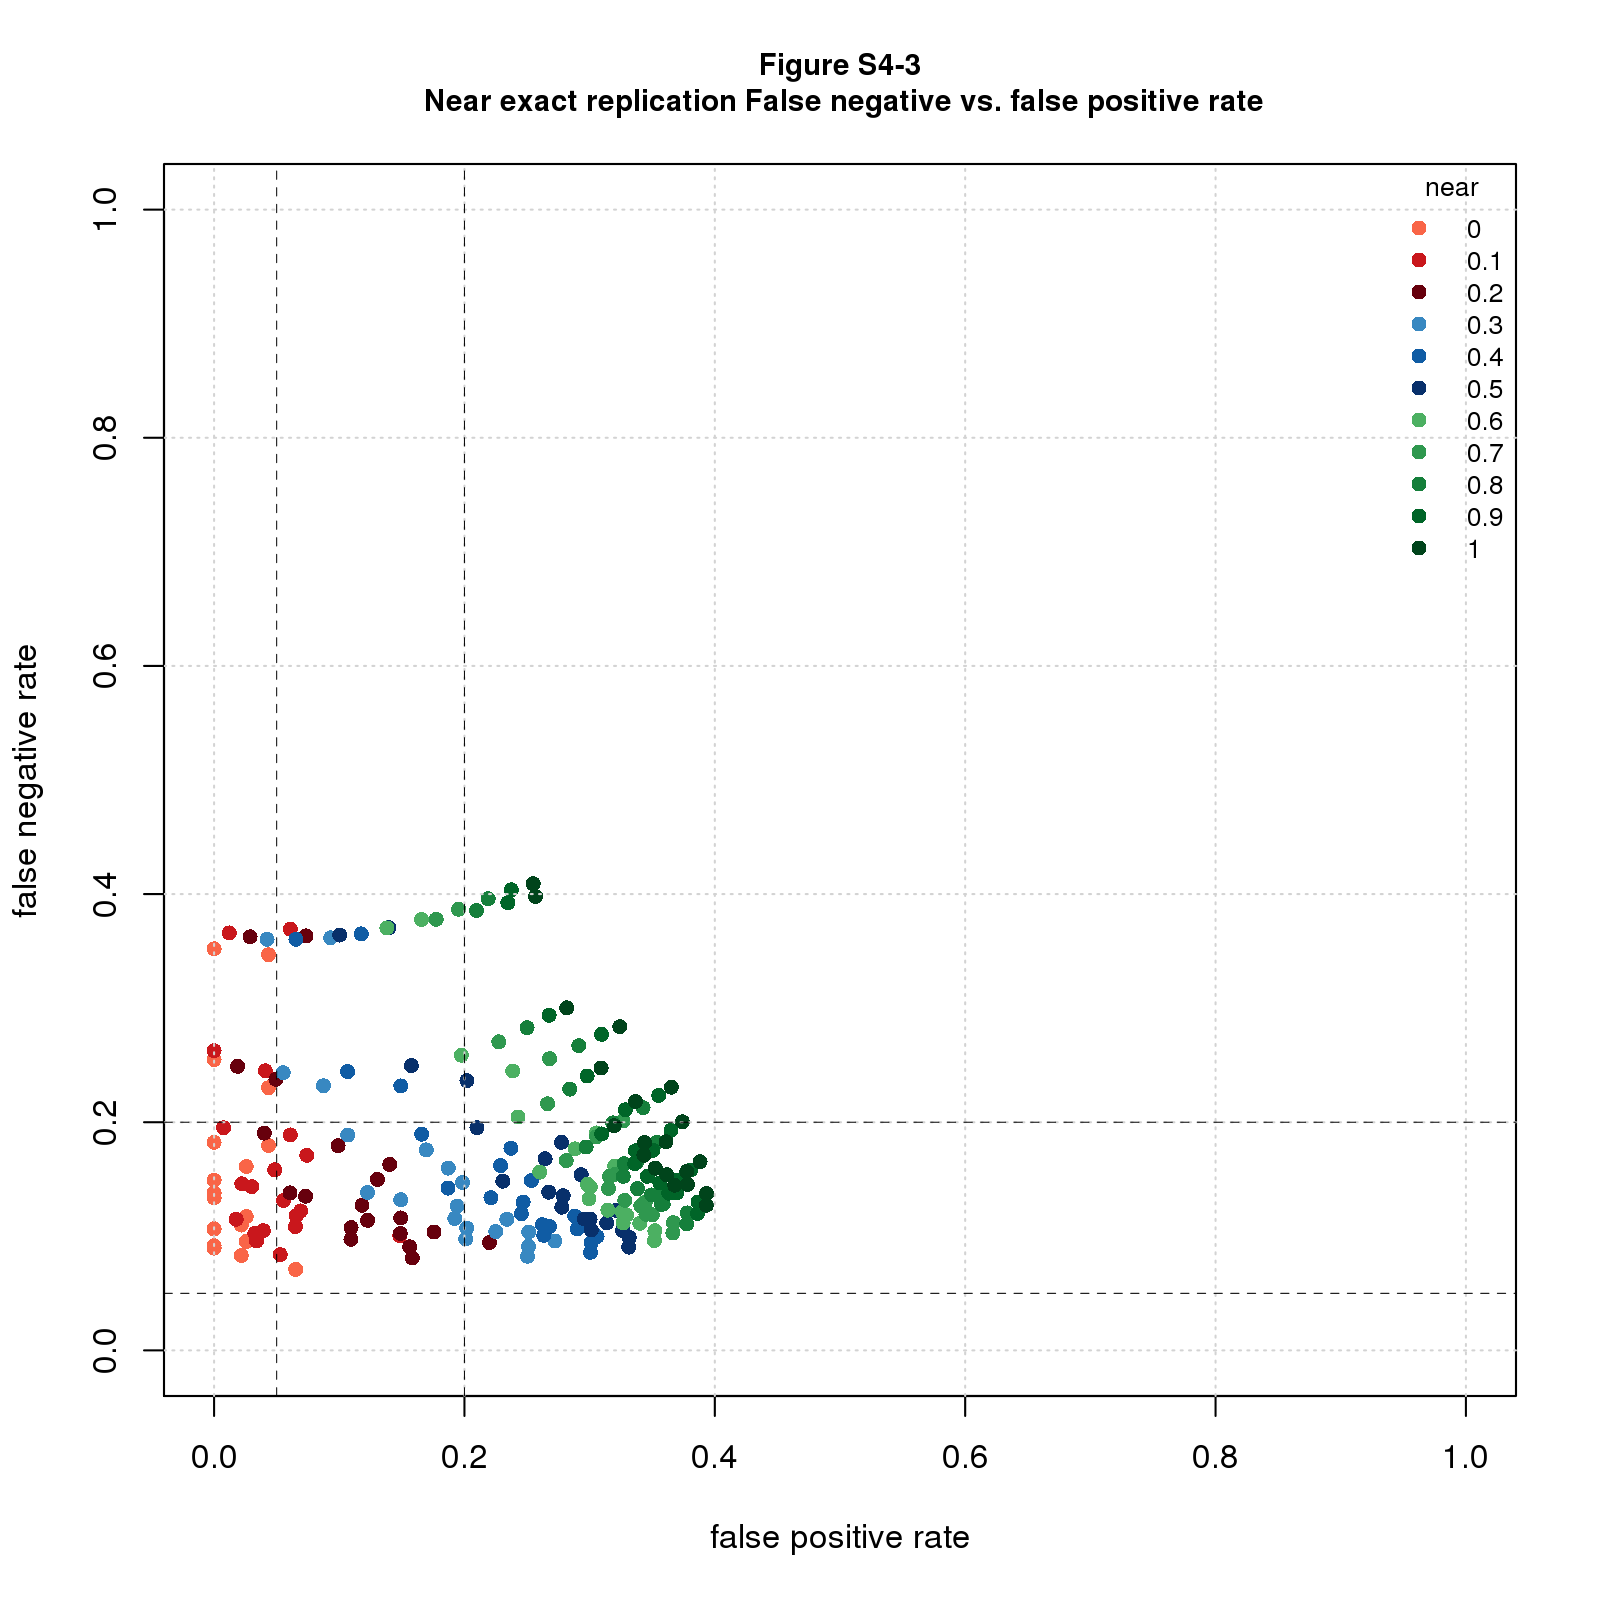 Figure S4-3
Near exact replication False negative vs. false positive rate
near
0
0.1
0.2
0.3
0.4
0.5
0.6
0.7
0.8
0.9
1
false negative rate
1.0
0.8
0.6
0.4
0.2
0.0
0.0 0.2 0.4 0.6 0.8 1.0
false positive rate